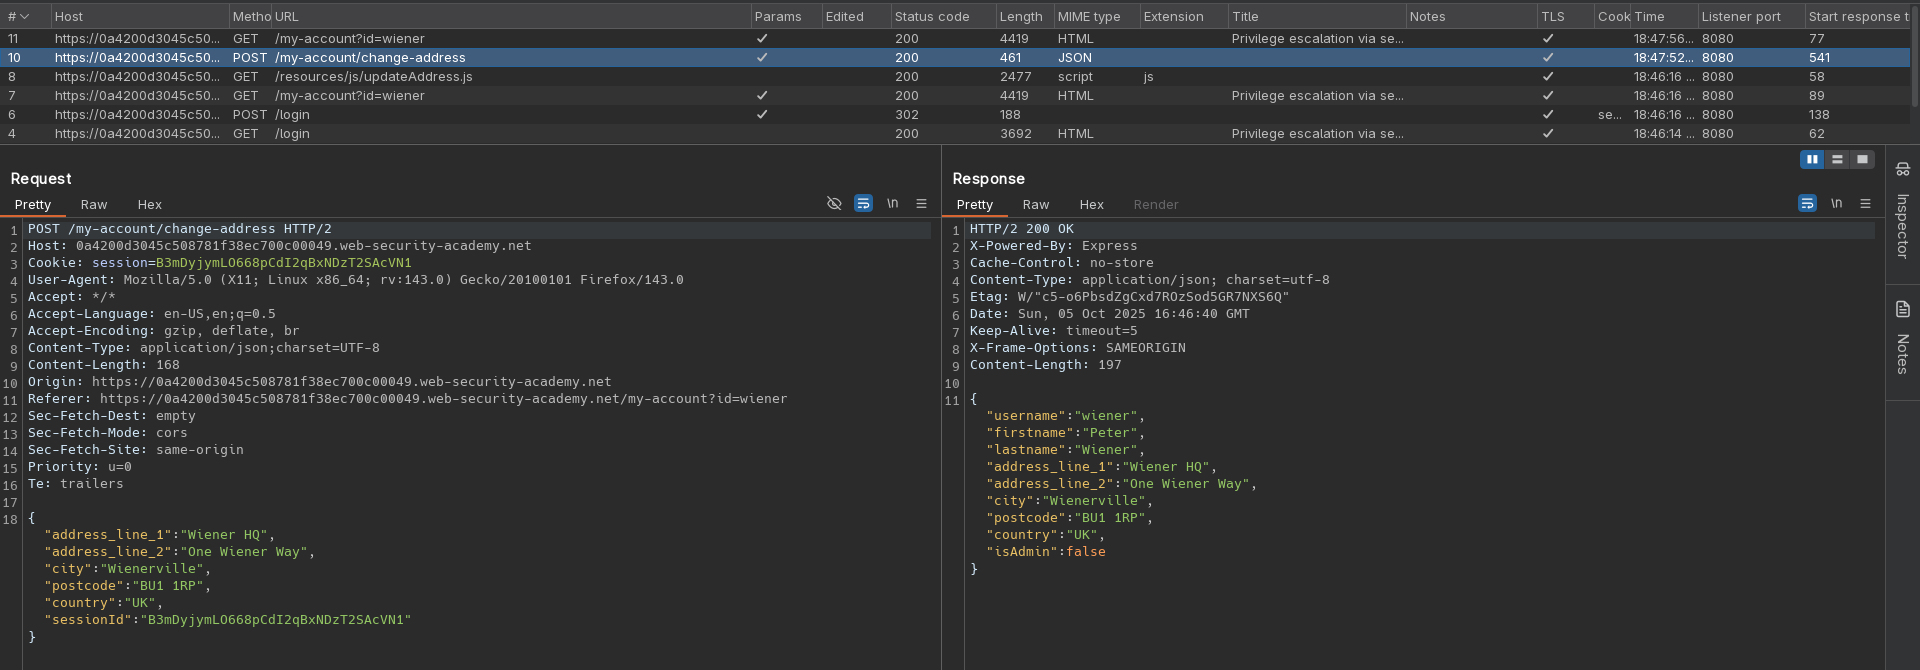 # Host Metho URL Params Edited Status code Length MIME type Extension Title Notes TLS Cook Time Listener port Start response t
11 https://0a4200d3045c50... GET /my-account?id=wiener ✓ 200 4419 HTML Privilege escalation via se... ✓ 18:47:56... 8080 77
10 https://0a4200d3045c50... POST /my-account/change-address ✓ 200 461 JSON ✓ 18:47:52... 8080 541
8 https://0a4200d3045c50... GET /resources/js/updateAddress.js 200 2477 script js ✓ 18:46:16 ... 8080 58
7 https://0a4200d3045c50... GET /my-account?id=wiener ✓ 200 4419 HTML Privilege escalation via se... ✓ 18:46:16 ... 8080 89
6 https://0a4200d3045c50... POST /login ✓ 302 188 ✓ se... 18:46:16 ... 8080 138
4 https://0a4200d3045c50... GET /login 200 3692 HTML Privilege escalation via se... ✓ 18:46:14 ... 8080 62
Request
Pretty Raw Hex \n
1 POST /my-account/change-address HTTP/2
2 Host: 0a4200d3045c508781f38ec700c00049.web-security-academy.net
3 Cookie: session=B3mDyjymLO668pCdI2qBxNDzT2SAcVN1
4 User-Agent: Mozilla/5.0 (X11; Linux x86_64; rv:143.0) Gecko/20100101 Firefox/143.0
5 Accept: */*
6 Accept-Language: en-US,en;q=0.5
7 Accept-Encoding: gzip, deflate, br
8 Content-Type: application/json;charset=UTF-8
9 Content-Length: 168
10 Origin: https://0a4200d3045c508781f38ec700c00049.web-security-academy.net
11 Referer: https://0a4200d3045c508781f38ec700c00049.web-security-academy.net/my-account?id=wiener
12 Sec-Fetch-Dest: empty
13 Sec-Fetch-Mode: cors
14 Sec-Fetch-Site: same-origin
15 Priority: u=0
16 Te: trailers
17
18 {
"address_line_1":"Wiener HQ",
"address_line_2":"One Wiener Way",
"city":"Wienerville",
"postcode":"BU1 1RP",
"country":"UK",
"sessionId":"B3mDyjymLO668pCdI2qBxNDzT2SAcVN1"
}
Response
Pretty Raw Hex Render \n
1 HTTP/2 200 OK
2 X-Powered-By: Express
3 Cache-Control: no-store
4 Content-Type: application/json; charset=utf-8
5 Etag: W/"c5-o6PbsdZgCxd7ROzSod5GR7NXS6Q"
6 Date: Sun, 05 Oct 2025 16:46:40 GMT
7 Keep-Alive: timeout=5
8 X-Frame-Options: SAMEORIGIN
9 Content-Length: 197
10
11 {
"username":"wiener",
"firstname":"Peter",
"lastname":"Wiener",
"address_line_1":"Wiener HQ",
"address_line_2":"One Wiener Way",
"city":"Wienerville",
"postcode":"BU1 1RP",
"country":"UK",
"isAdmin":false
}
Inspector
Notes